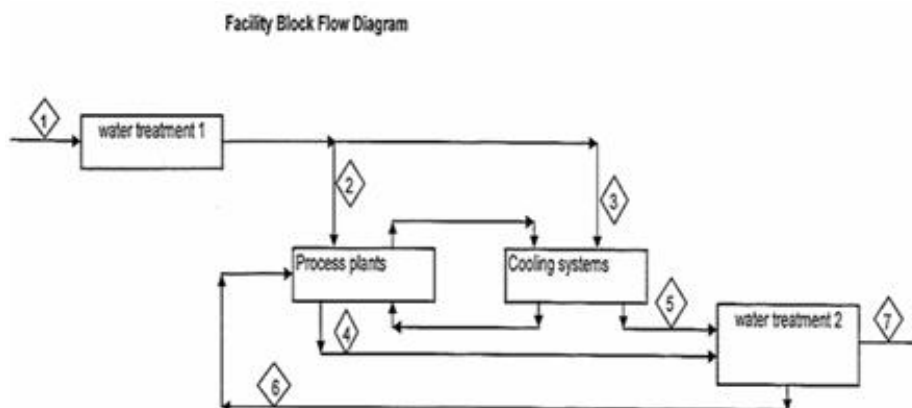 Facility Block Flow Diagram
1
water treatment 1
2
3
Process plants
Cooling systems
5
water treatment 2
7
4
6